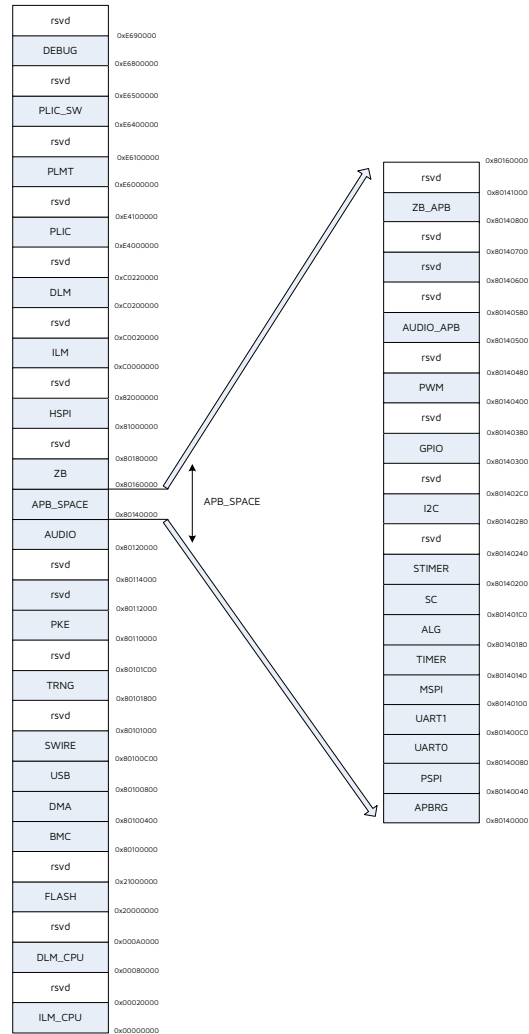 rsvd
0xE690000
DEBUG
0xE6800000
rsvd
0xE6500000
PLIC_SW
0xE6400000
rsvd
0xE6100000
PLMT
0xE6000000
rsvd
0xE4100000
PLIC
0xE4000000
rsvd
0xC0220000
DLM
0xC0200000
rsvd
0xC0020000
ILM
0xC0000000
rsvd
0x82000000
HSPI
0x81000000
rsvd
0x80180000
ZB
0x80160000
APB_SPACE
0x80140000
AUDIO
0x80120000
rsvd
0x80114000
rsvd
0x80112000
PKE
0x80110000
rsvd
0x80101C00
TRNG
0x80101800
rsvd
0x80101000
SWIRE
0x80100C00
USB
0x80100800
DMA
0x80100400
BMC
0x80100000
rsvd
0x21000000
FLASH
0x20000000
rsvd
0x000A0000
DLM_CPU
0x00080000
rsvd
0x00020000
ILM_CPU
0x00000000
APB_SPACE
0x80160000
rsvd
0x80141000
ZB_APB
0x80140800
rsvd
0x80140700
rsvd
0x80140600
rsvd
0x80140580
AUDIO_APB
0x80140500
rsvd
0x80140480
PWM
0x80140400
rsvd
0x80140380
GPIO
0x80140300
rsvd
0x801402C0
I2C
0x80140280
rsvd
0x80140240
STIMER
0x80140200
SC
0x801401C0
ALG
0x80140180
TIMER
0x80140140
MSPI
0x80140100
UART1
0x801400C0
UART0
0x80140080
PSPI
0x80140040
APBRG
0x80140000